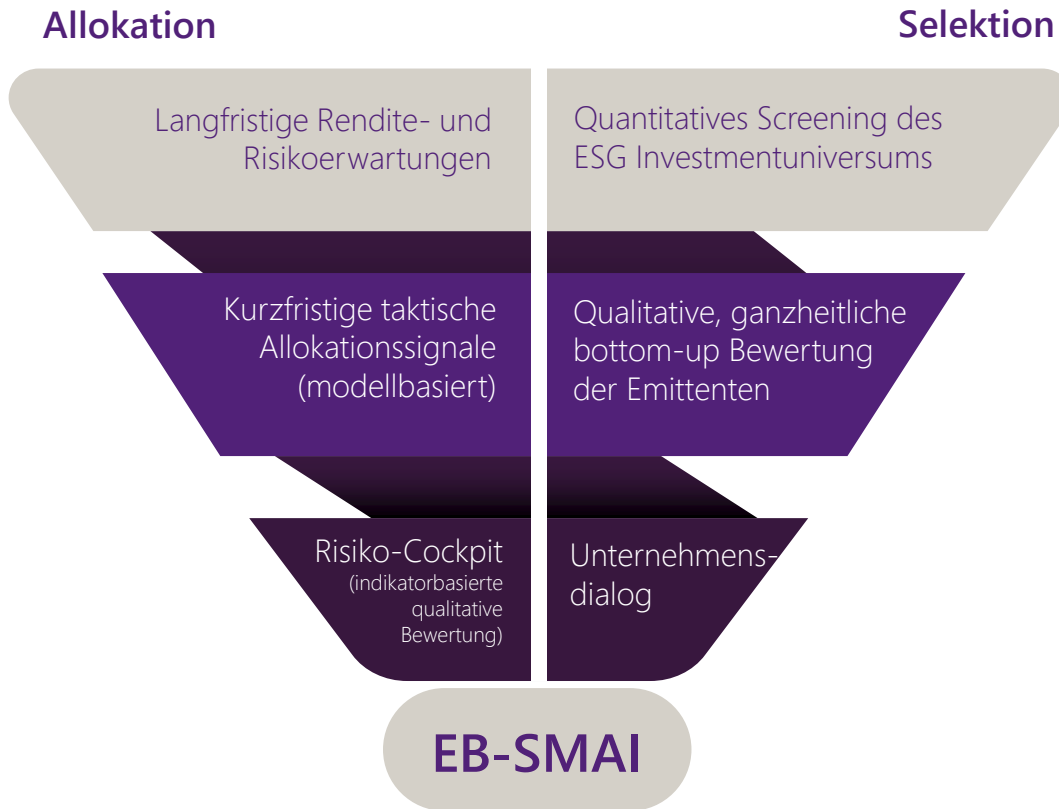 Allokation
Selektion
Langfristige Rendite- und
Risikoerwartungen
Quantitatives Screening des
ESG Investmentuniversums
Kurzfristige taktische
Allokationssignale
(modellbasiert)
Qualitative, ganzheitliche
bottom-up Bewertung
der Emittenten
Risiko-Cockpit
(indikatorbasierte
qualitative
Bewertung)
Unternehmens-
dialog
EB-SMAI